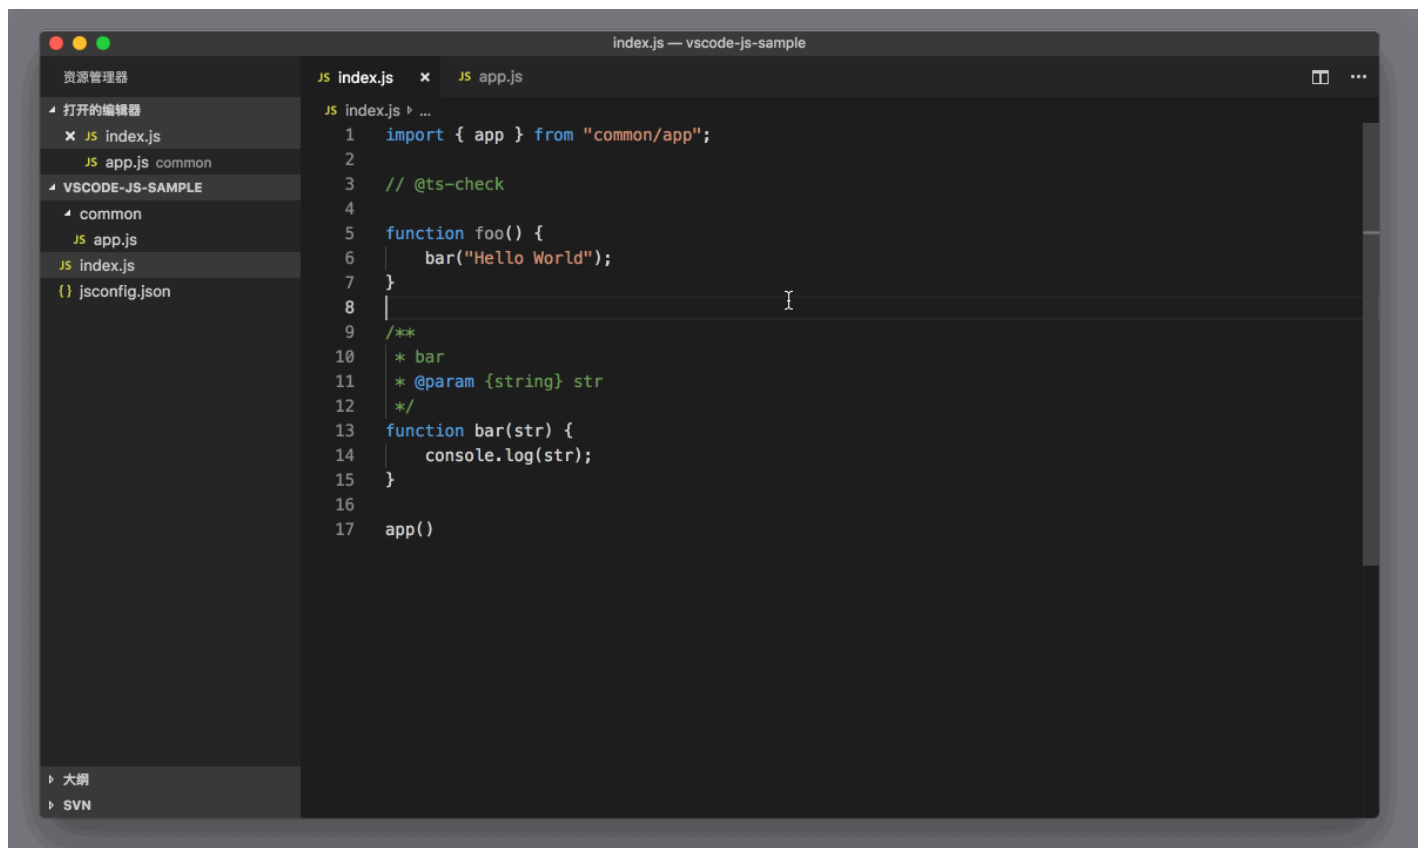 index.js — vscode-js-sample
资源管理器
打开的编辑器
JS index.js
JS app.js common
VSCODE-JS-SAMPLE
common
JS app.js
JS index.js
{} jsconfig.json
大纲
SVN
JS index.js JS app.js
JS index.js ...
1 import { app } from "common/app";
2
3 // @ts-check
4
5 function foo() {
6 bar("Hello World");
7 }
8
9 /**
10 * bar
11 * @param {string} str
12 */
13 function bar(str) {
14 console.log(str);
15 }
16
17 app()